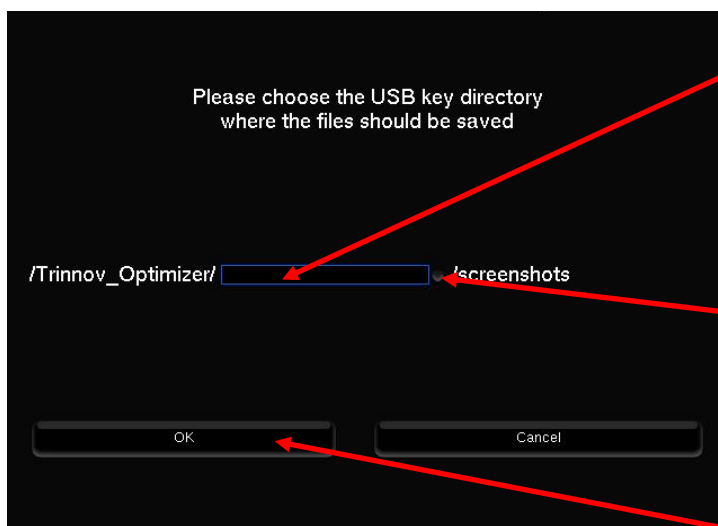 Please choose the USB key directory
where the files should be saved
/Trinnov_Optimizer/ /screenshots
OK Cancel